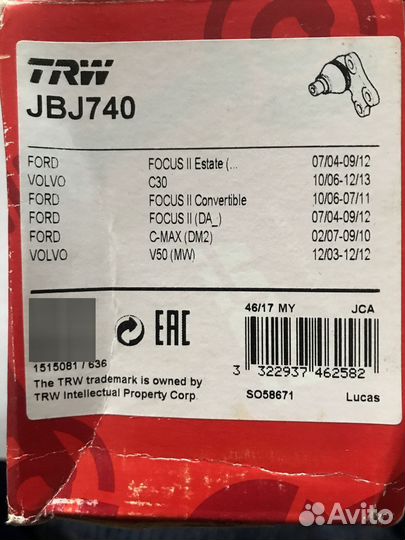 TRW
JBJ740
FORD FOCUS II Estate (... 07/04-09/12
VOLVO C30 10/06-12/13
FORD FOCUS II Convertible 10/06-07/11
FORD FOCUS II (DA_) 07/04-09/12
FORD C-MAX (DM2) 02/07-09/10
VOLVO V50 (MW) 12/03-12/12
46/17 MY JCA
EAC
1515081 / 636
3 322937 462582
The TRW trademark is owned by
TRW Intellectual Property Corp.
SO58671 Lucas
Avito